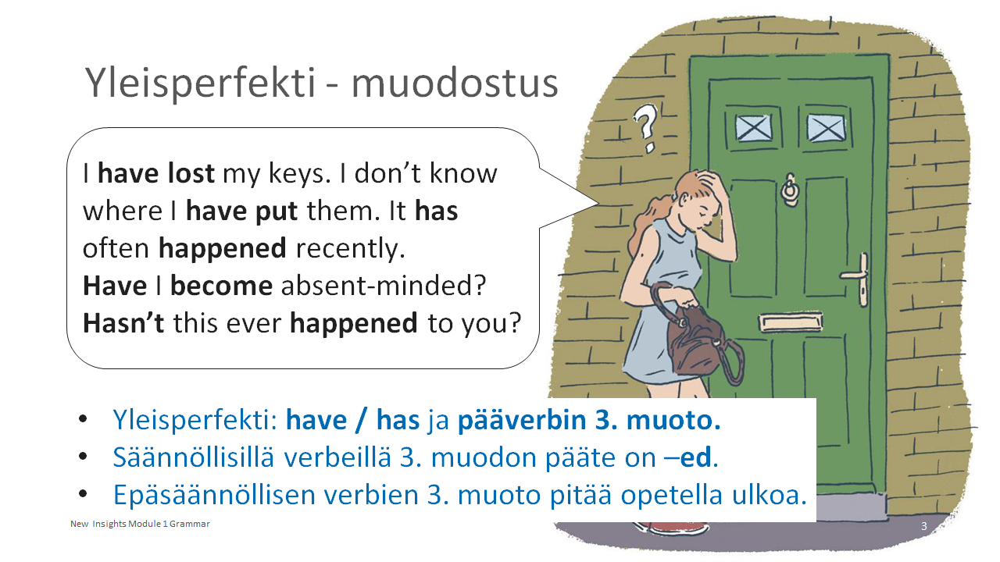 Yleisperfekti - muodostus
?
I have lost my keys. I don’t know
where I have put them. It has
often happened recently.
Have I become absent-minded?
Hasn’t this ever happened to you?
• Yleisperfekti: have / has ja pääverbin 3. muoto.
• Säännöllisillä verbeillä 3. muodon pääte on –ed.
• Epäsäännöllisen verbien 3. muoto pitää opetella ulkoa.
New Insights Module 1 Grammar
3